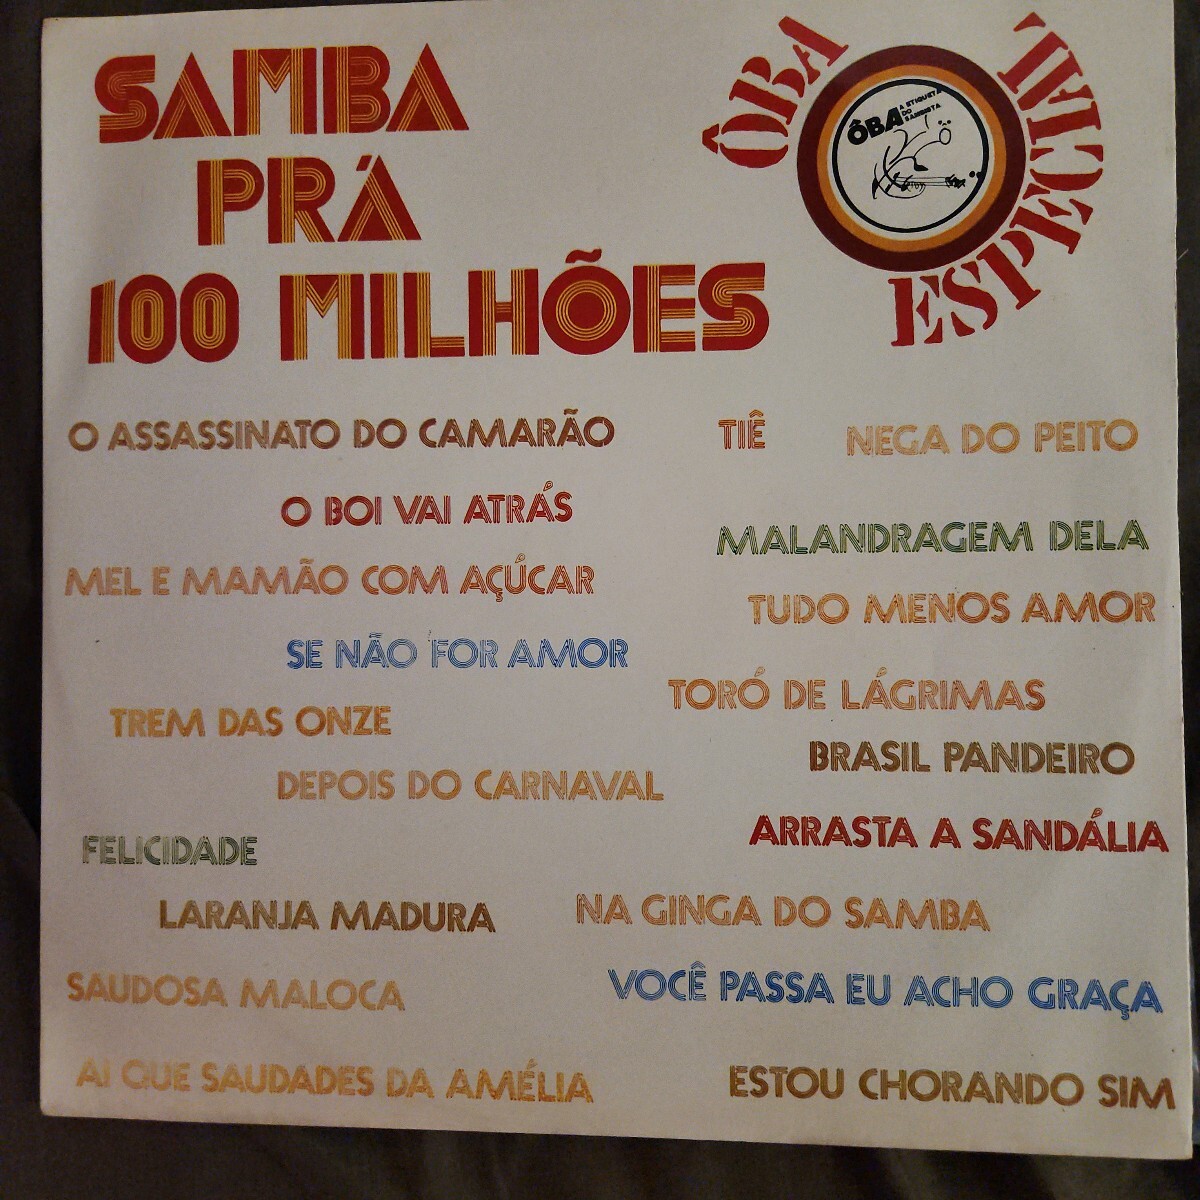 SAMBA
PRÁ
100 MILHÕES
ÔBA ESPECIAL
ÔBA A ETIQUETA
DO
SAMBISTA
O ASSASSINATO DO CAMARÃO
TIÊ
NEGA DO PEITO
O BOI VAI ATRÁS
MALANDRAGEM DELA
MEL E MAMÃO COM AÇÚCAR
TUDO MENOS AMOR
SE NÃO FOR AMOR
TORÓ DE LÁGRIMAS
TREM DAS ONZE
BRASIL PANDEIRO
DEPOIS DO CARNAVAL
ARRASTA A SANDÁLIA
FELICIDADE
LARANJA MADURA
NA GINGA DO SAMBA
SAUDOSA MALOCA
VOCÊ PASSA EU ACHO GRAÇA
AI QUE SAUDADES DA AMÉLIA
ESTOU CHORANDO SIM